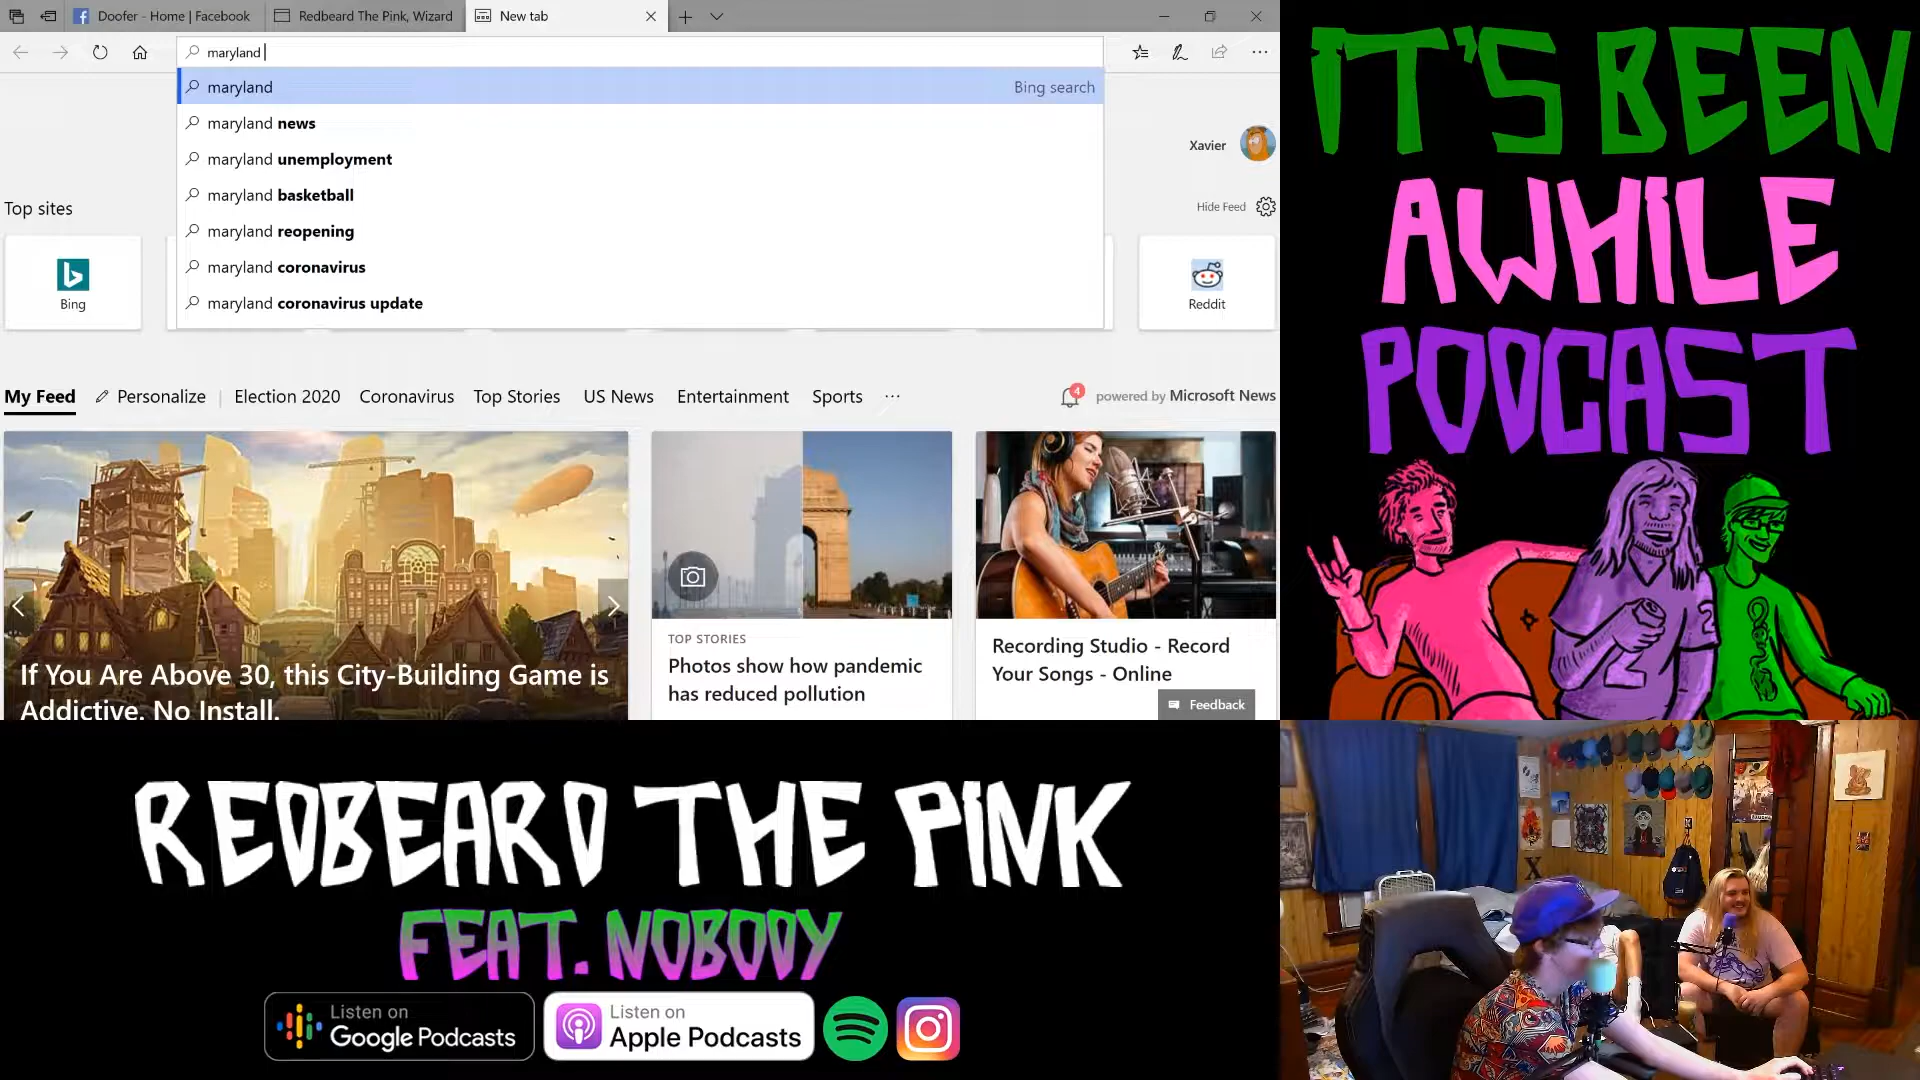 Doofer - Home | Facebook
Redbeard The Pink, Wizard
New tab
maryland
maryland
Bing search
maryland news
maryland unemployment
maryland basketball
maryland reopening
maryland coronavirus
maryland coronavirus update
Xavier
Top sites
Hide Feed
Bing
Reddit
My Feed
Personalize
Election 2020
Coronavirus
Top Stories
US News
Entertainment
Sports
4
powered by Microsoft News
If You Are Above 30, this City-Building Game is
Addictive. No Install.
TOP STORIES
Photos show how pandemic
has reduced pollution
Recording Studio - Record
Your Songs - Online
Feedback
IT'S BEEN
AWHILE
PODCAST
REDBEARD THE PINK
FEAT. NOBODY
Listen on
Google Podcasts
Listen on
Apple Podcasts
X